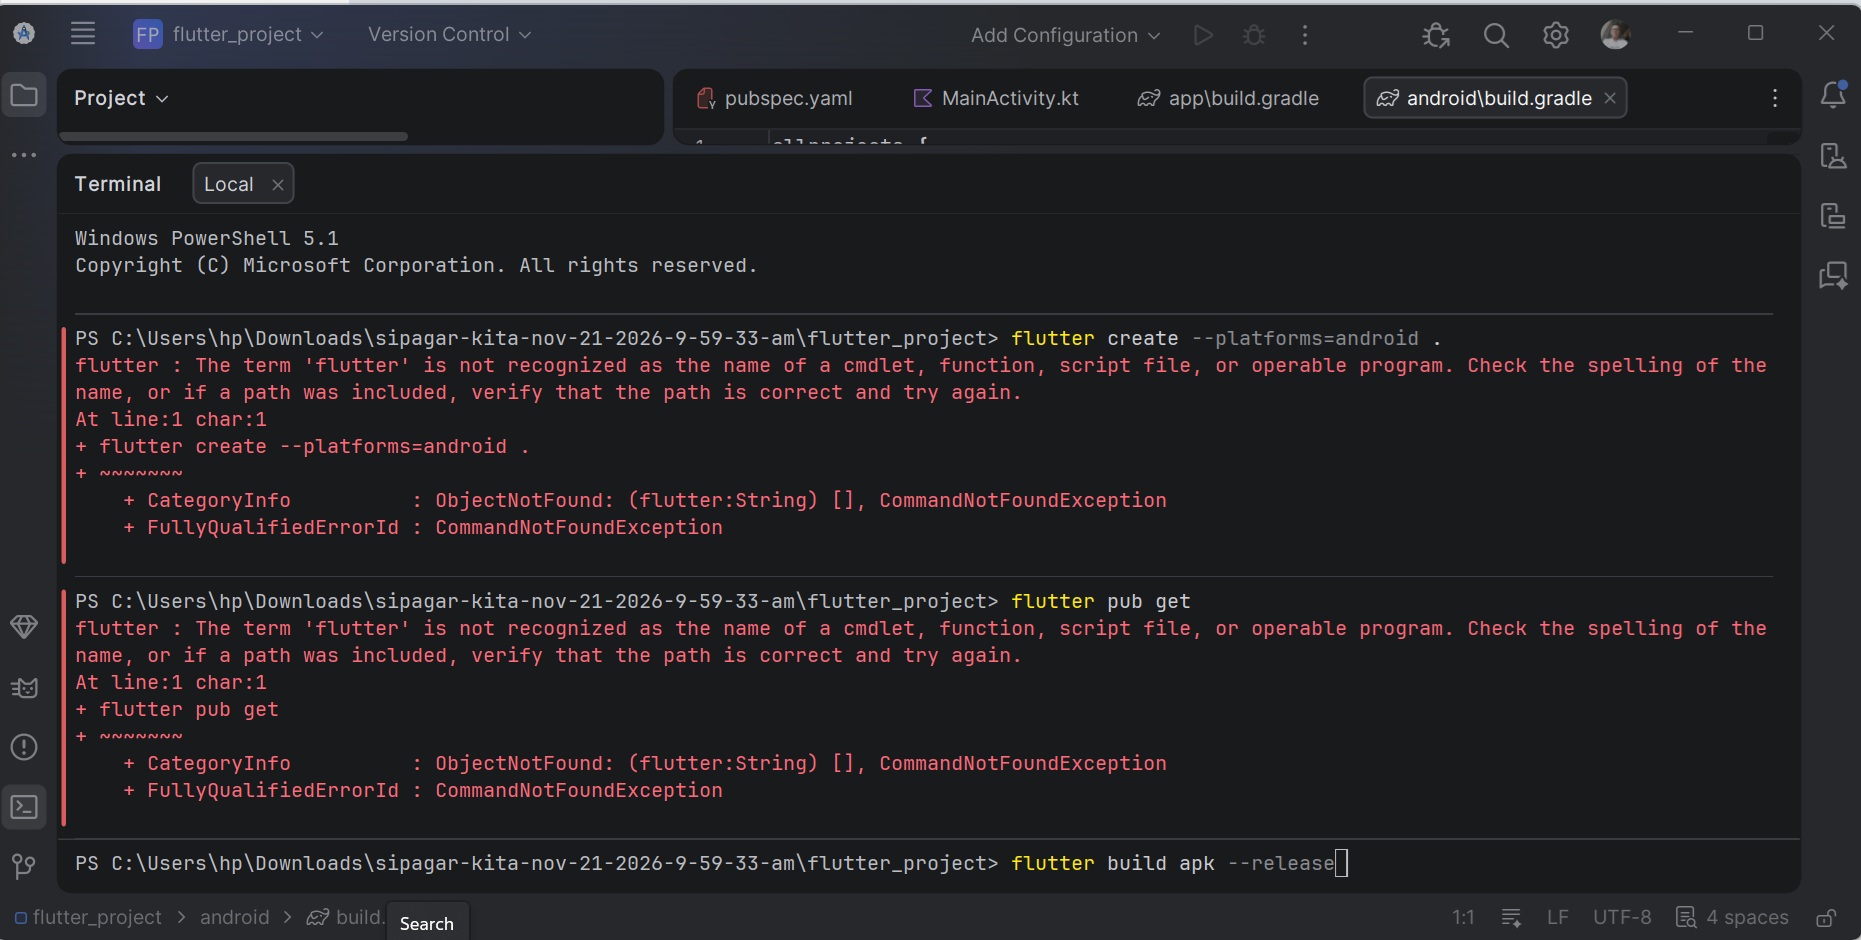 FP flutter_project Version Control Add Configuration
Project
pubspec.yaml MainActivity.kt app\build.gradle android\build.gradle
Terminal Local
Windows PowerShell 5.1
Copyright (C) Microsoft Corporation. All rights reserved.
PS C:\Users\hp\Downloads\sipagar-kita-nov-21-2026-9-59-33-am\flutter_project> flutter create --platforms=android .
flutter : The term 'flutter' is not recognized as the name of a cmdlet, function, script file, or operable program. Check the spelling of the
name, or if a path was included, verify that the path is correct and try again.
At line:1 char:1
+ flutter create --platforms=android .
+ ~~~~~~~
    + CategoryInfo          : ObjectNotFound: (flutter:String) [], CommandNotFoundException
    + FullyQualifiedErrorId : CommandNotFoundException
PS C:\Users\hp\Downloads\sipagar-kita-nov-21-2026-9-59-33-am\flutter_project> flutter pub get
flutter : The term 'flutter' is not recognized as the name of a cmdlet, function, script file, or operable program. Check the spelling of the
name, or if a path was included, verify that the path is correct and try again.
At line:1 char:1
+ flutter pub get
+ ~~~~~~~
    + CategoryInfo          : ObjectNotFound: (flutter:String) [], CommandNotFoundException
    + FullyQualifiedErrorId : CommandNotFoundException
PS C:\Users\hp\Downloads\sipagar-kita-nov-21-2026-9-59-33-am\flutter_project> flutter build apk --release
flutter_project > android > build. Search 1:1 LF UTF-8 4 spaces